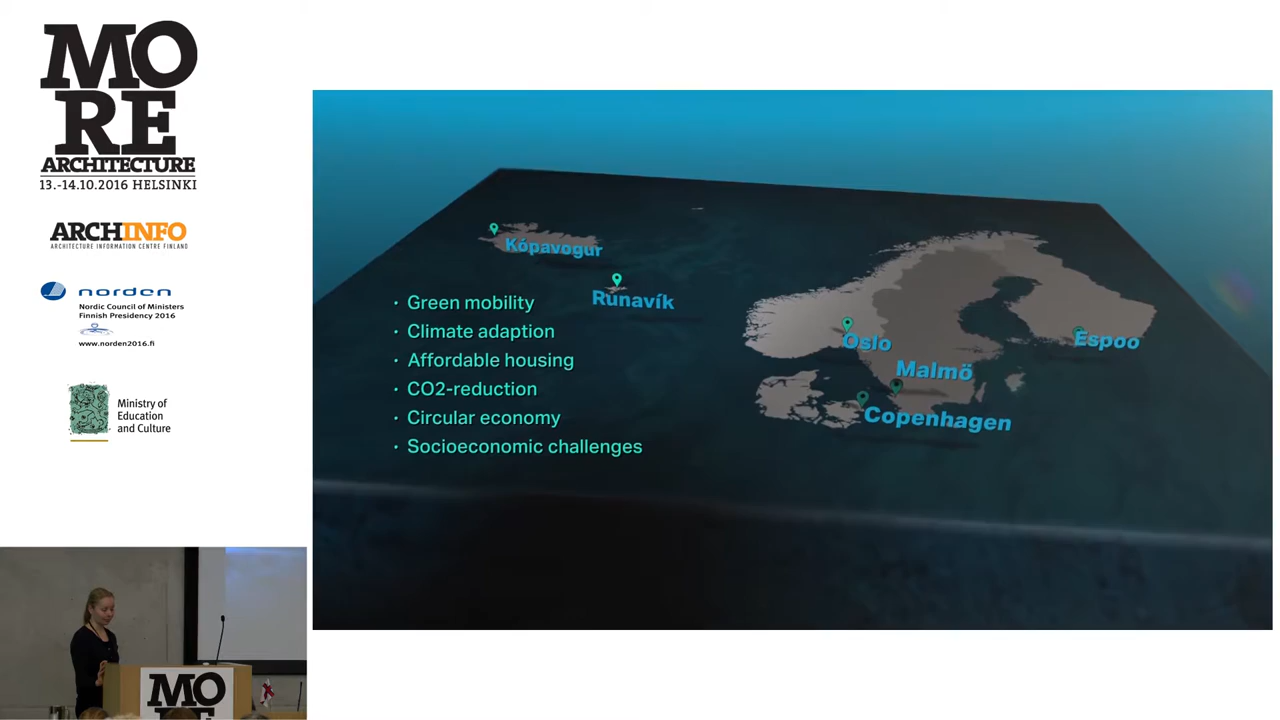 MO
RE
ARCHITECTURE
13.-14.10.2016 HELSINKI
ARCHINFO
ARCHITECTURE INFORMATION CENTRE FINLAND
norden
Nordic Council of Ministers
Finnish Presidency 2016
www.norden2016.fi
Ministry of
Education
and Culture
Kópavogur
Runavík
Oslo
Malmö
Copenhagen
Espoo
· Green mobility
· Climate adaption
· Affordable housing
· CO2-reduction
· Circular economy
· Socioeconomic challenges
MO